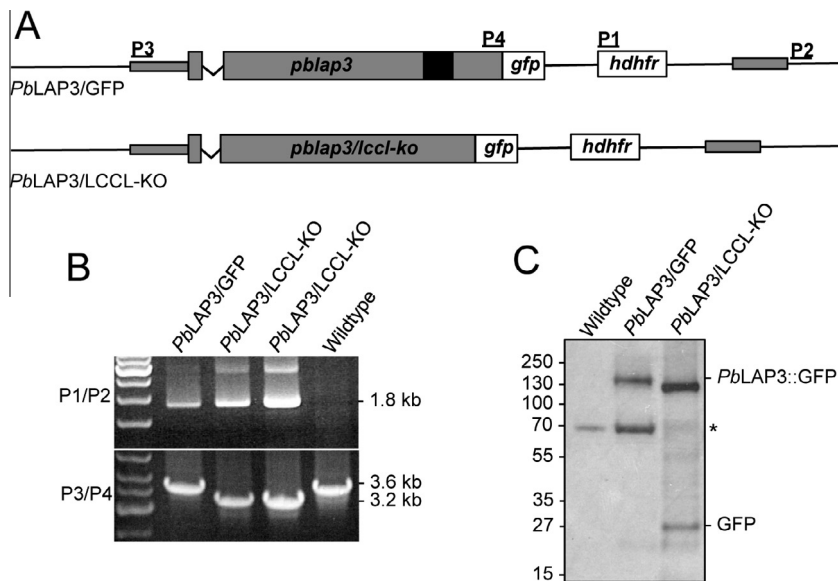 A
P3
P4
P1
P2
pblap3
gfp
hdhfr
PbLAP3/GFP
pblap3/lccl-ko
gfp
hdhfr
PbLAP3/LCCL-KO
B
PbLAP3/GFP
PbLAP3/LCCL-KO
PbLAP3/LCCL-KO
Wildtype
P1/P2
1.8 kb
P3/P4
3.6 kb
3.2 kb
C
Wildtype
PbLAP3/GFP
PbLAP3/LCCL-KO
250
130
100
70
55
35
27
15
PbLAP3::GFP
*
GFP